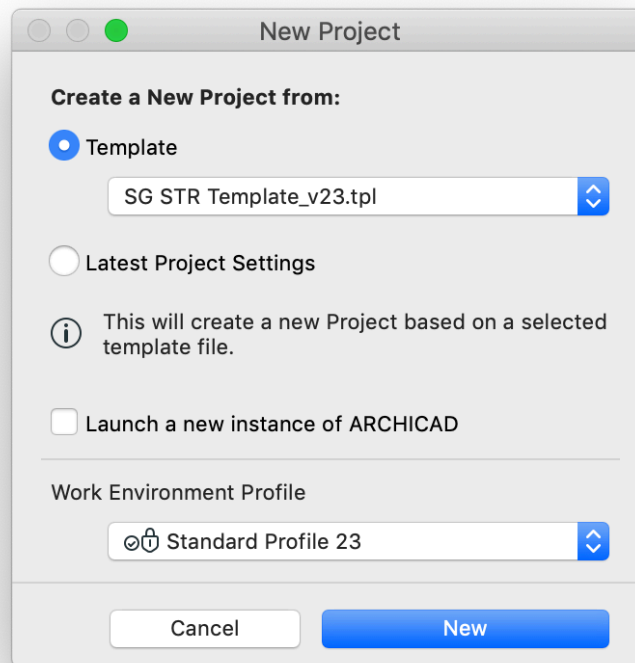 New Project
Create a New Project from:
Template
SG STR Template_v23.tpl
Latest Project Settings
This will create a new Project based on a selected
template file.
Launch a new instance of ARCHICAD
Work Environment Profile
Standard Profile 23
Cancel
New